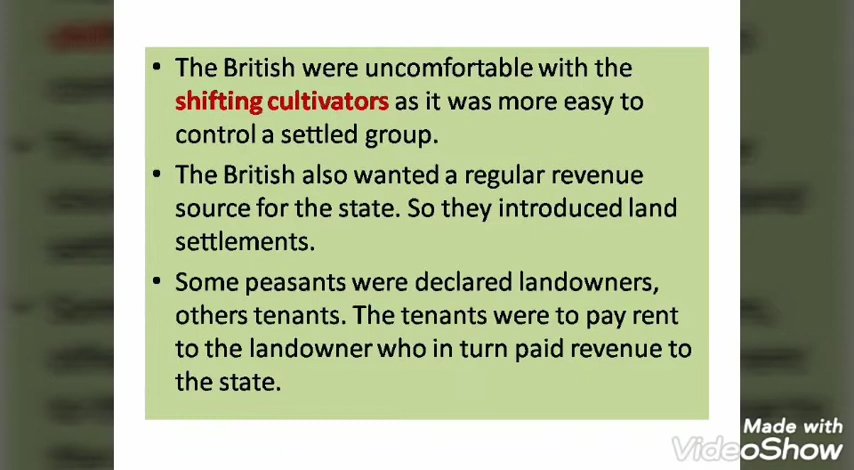 • The British were uncomfortable with the
shifting cultivators as it was more easy to
control a settled group.
• The British also wanted a regular revenue
source for the state. So they introduced land
settlements.
• Some peasants were declared landowners,
others tenants. The tenants were to pay rent
to the landowner who in turn paid revenue to
the state.
Made with
VideoShow